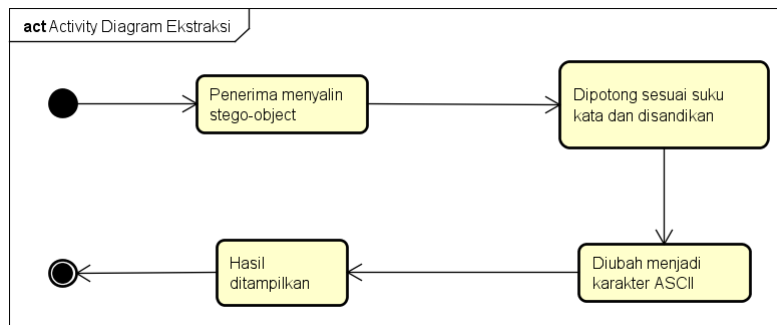 act Activity Diagram Ekstraksi
Penerima menyalin
stego-object
Dipotong sesuai suku
kata dan disandikan
Diubah menjadi
karakter ASCII
Hasil
ditampilkan